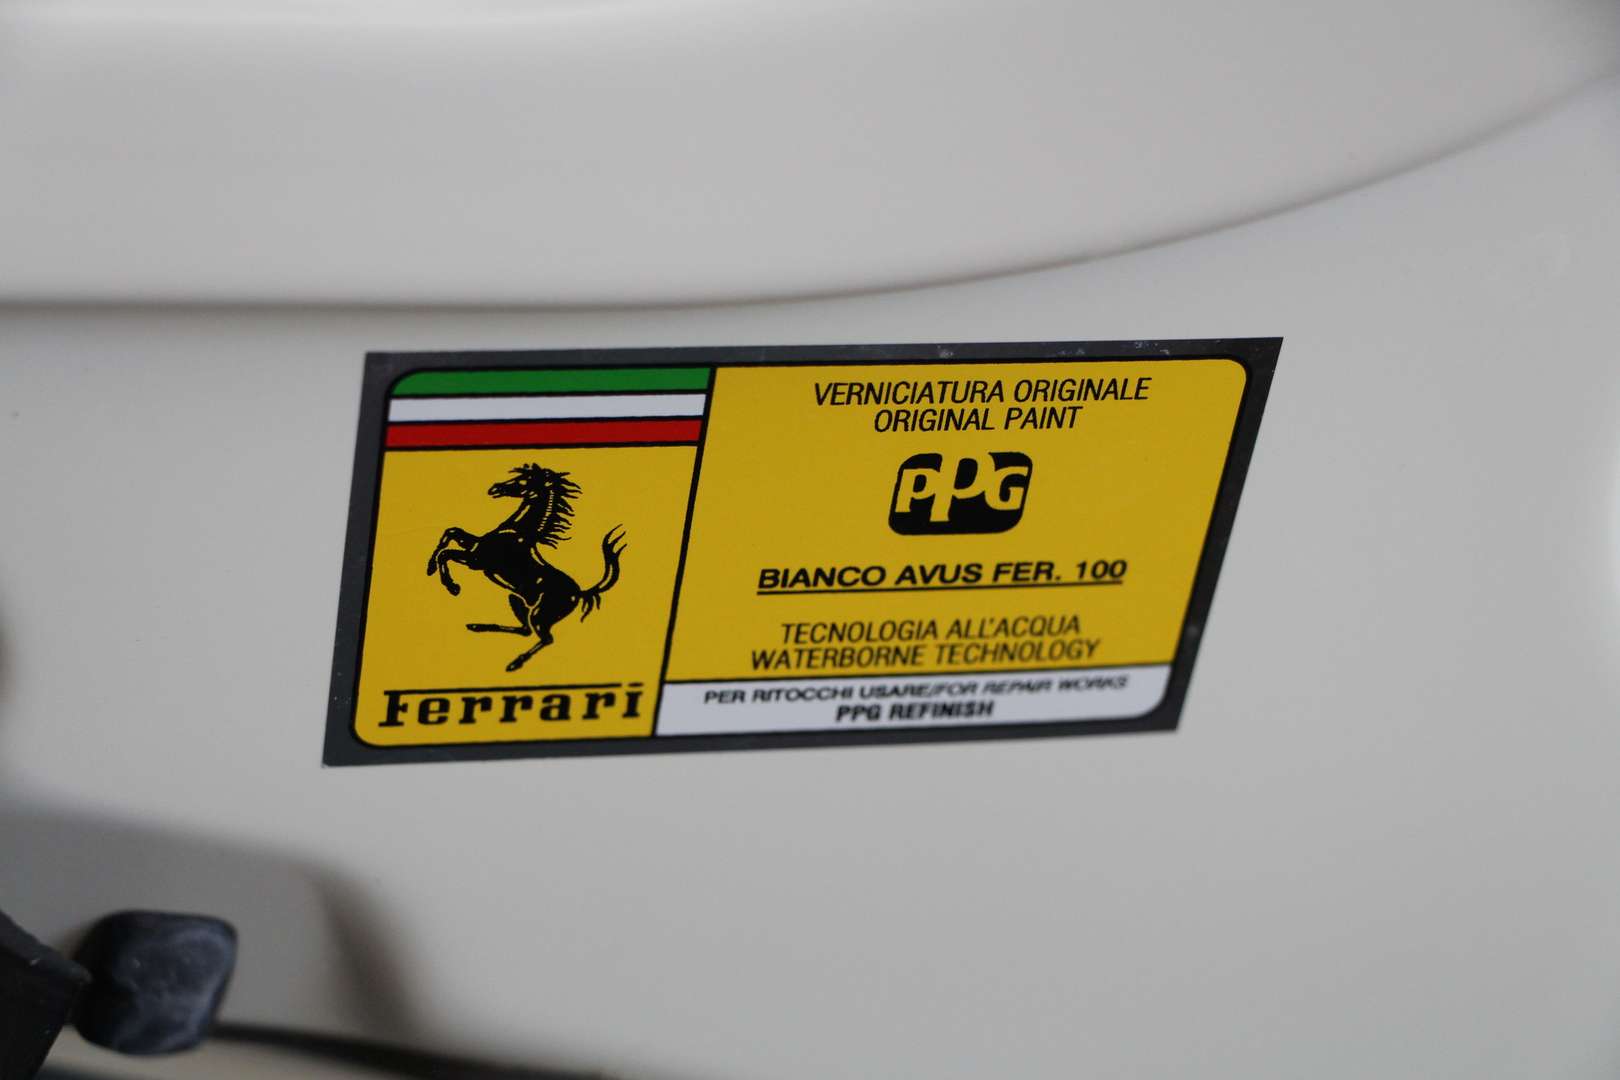 Ferrari
VERNICIATURA ORIGINALE
ORIGINAL PAINT
PPG
BIANCO AVUS FER. 100
TECNOLOGIA ALL'ACQUA
WATERBORNE TECHNOLOGY
PER RITOCCHI USARE/FOR REPAIR WORKS
PPG REFINISH